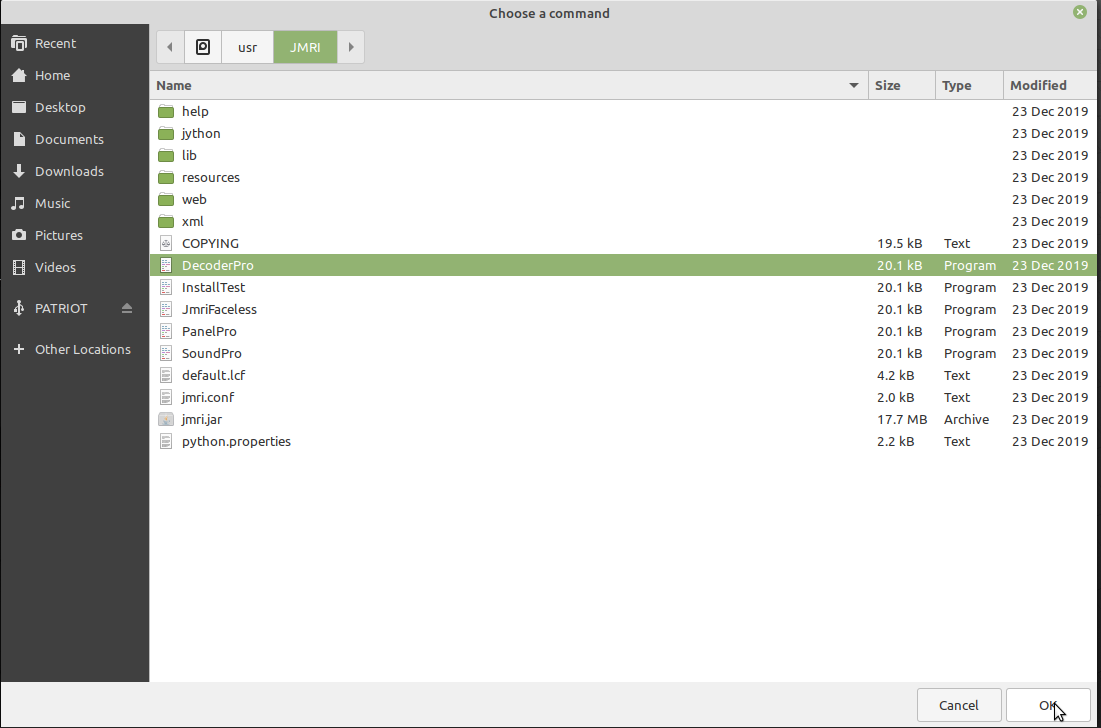 Choose a command
Recent
Home
Desktop
Documents
Downloads
Music
Pictures
Videos
PATRIOT
Other Locations
usr JMRI
Name Size Type Modified
help 23 Dec 2019
jython 23 Dec 2019
lib 23 Dec 2019
resources 23 Dec 2019
web 23 Dec 2019
xml 23 Dec 2019
COPYING 19.5 kB Text 23 Dec 2019
DecoderPro 20.1 kB Program 23 Dec 2019
InstallTest 20.1 kB Program 23 Dec 2019
JmriFaceless 20.1 kB Program 23 Dec 2019
PanelPro 20.1 kB Program 23 Dec 2019
SoundPro 20.1 kB Program 23 Dec 2019
default.lcf 4.2 kB Text 23 Dec 2019
jmri.conf 2.0 kB Text 23 Dec 2019
jmri.jar 17.7 MB Archive 23 Dec 2019
python.properties 2.2 kB Text 23 Dec 2019
Cancel OK